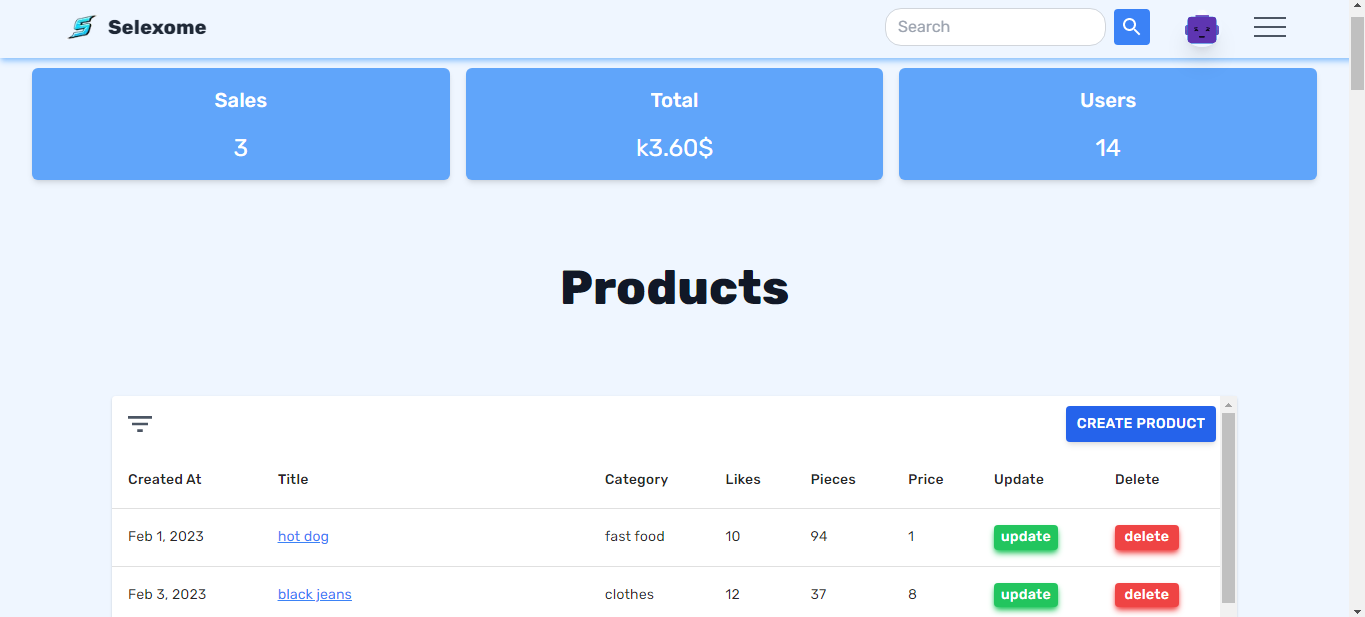 Selexome
Search
Sales
Total
Users
3
k3.60$
14
Products
CREATE PRODUCT
Created At Title Category Likes Pieces Price Update Delete
Feb 1, 2023 hot dog fast food 10 94 1 update delete
Feb 3, 2023 black jeans clothes 12 37 8 update delete